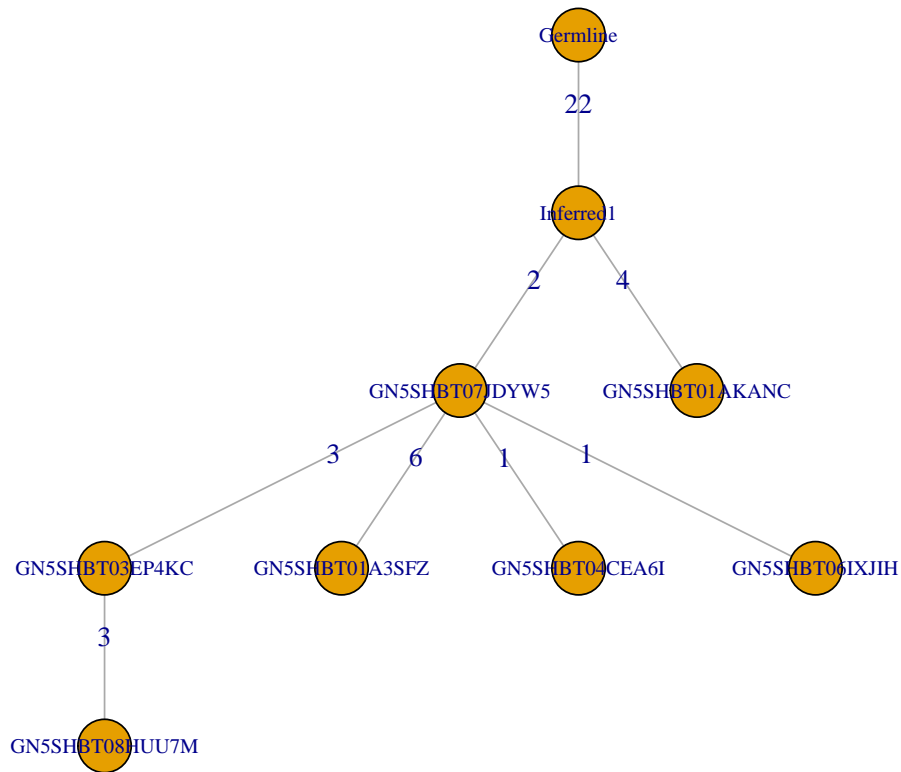 Germline
22
Inferred1
2
4
GN5SHBT07JDYW5
GN5SHBT01AKANC
3
6
1
1
GN5SHBT03EP4KC
GN5SHBT01A3SFZ
GN5SHBT04CEA6I
GN5SHBT06IXJIH
3
GN5SHBT08HUU7M